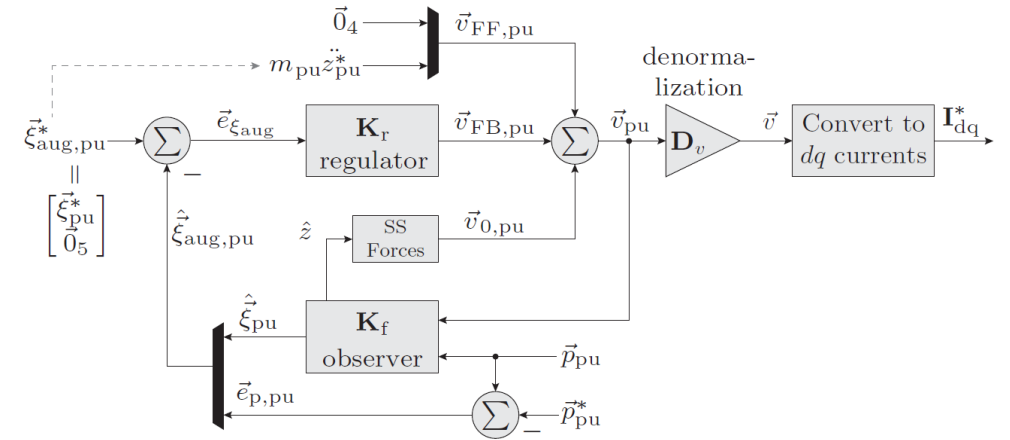 0⃗₄
v⃗_FF,pu
m_pu z̈*_pu
denorma-
lization
ξ⃗*_aug,pu
∑
−
e⃗_ξaug
K_r
regulator
v⃗_FB,pu
∑
v⃗_pu
D_v
v⃗
Convert to
dq currents
I*_dq
=
[ξ⃗*_pu
0⃗₅]
ξ̂⃗_aug,pu
ẑ
SS
Forces
v⃗_0,pu
ξ̂⃗_pu
K_f
observer
p⃗_pu
e⃗_p,pu
∑
−
p⃗*_pu